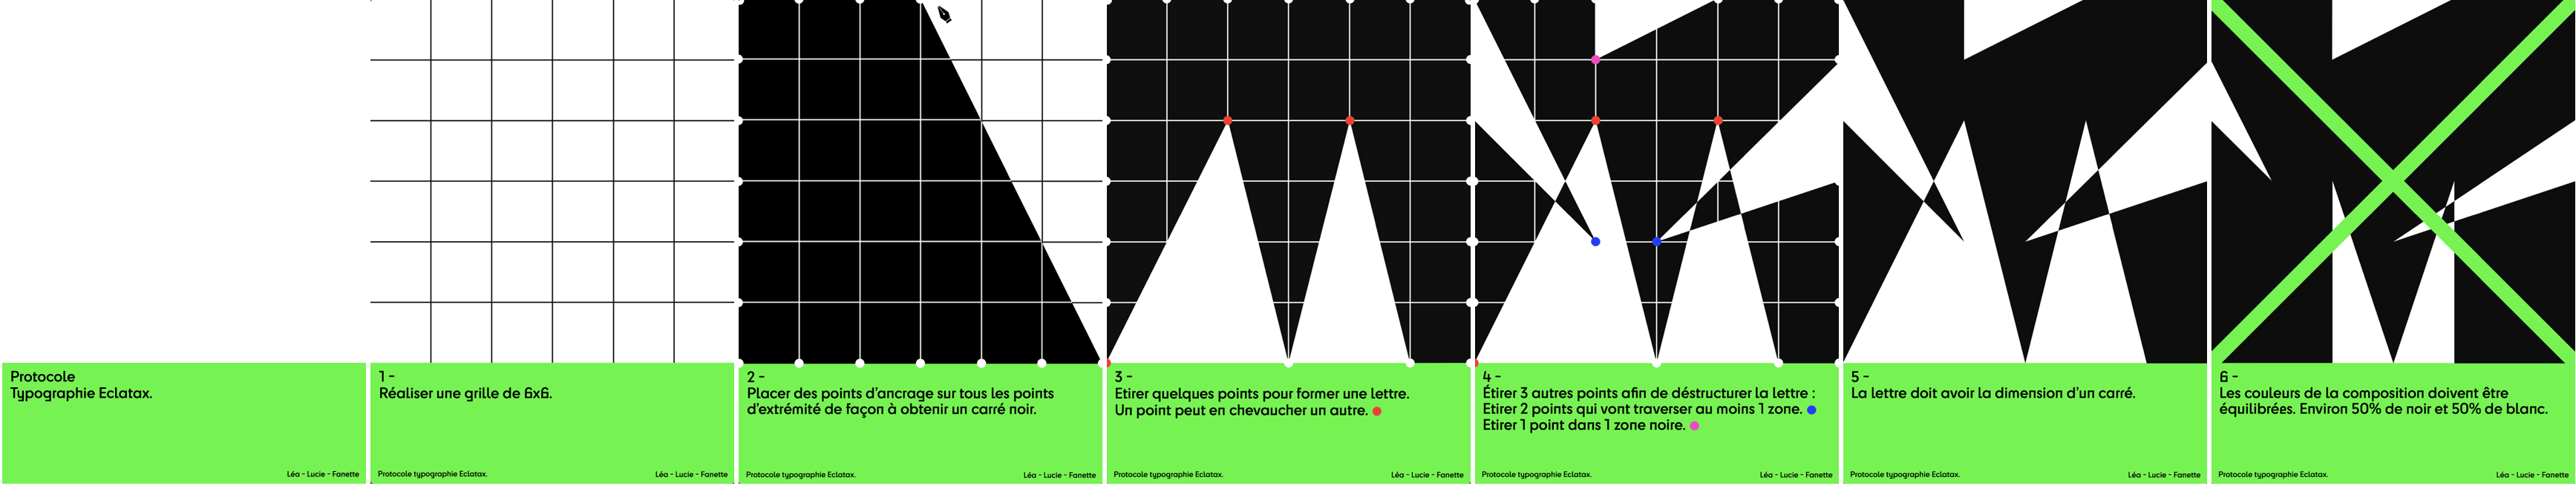 Protocole
Typographie Eclatax.
Léa - Lucie - Fanette
1 -
Réaliser une grille de 6x6.
Protocole typographie Eclatax.
Léa - Lucie - Fanette
2 -
Placer des points d'ancrage sur tous les points
d'extrémité de façon à obtenir un carré noir.
Protocole typographie Eclatax.
Léa - Lucie - Fanette
3 -
Etirer quelques points pour former une lettre.
Un point peut en chevaucher un autre.
Protocole typographie Eclatax.
Léa - Lucie - Fanette
4 -
Étirer 3 autres points afin de déstructurer la lettre :
Etirer 2 points qui vont traverser au moins 1 zone.
Etirer 1 point dans 1 zone noire.
Protocole typographie Eclatax.
Léa - Lucie - Fanette
5 -
La lettre doit avoir la dimension d'un carré.
Protocole typographie Eclatax.
Léa - Lucie - Fanette
6 -
Les couleurs de la composition doivent être
équilibrées. Environ 50% de noir et 50% de blanc.
Protocole typographie Eclatax.
Léa - Lucie - Fanette